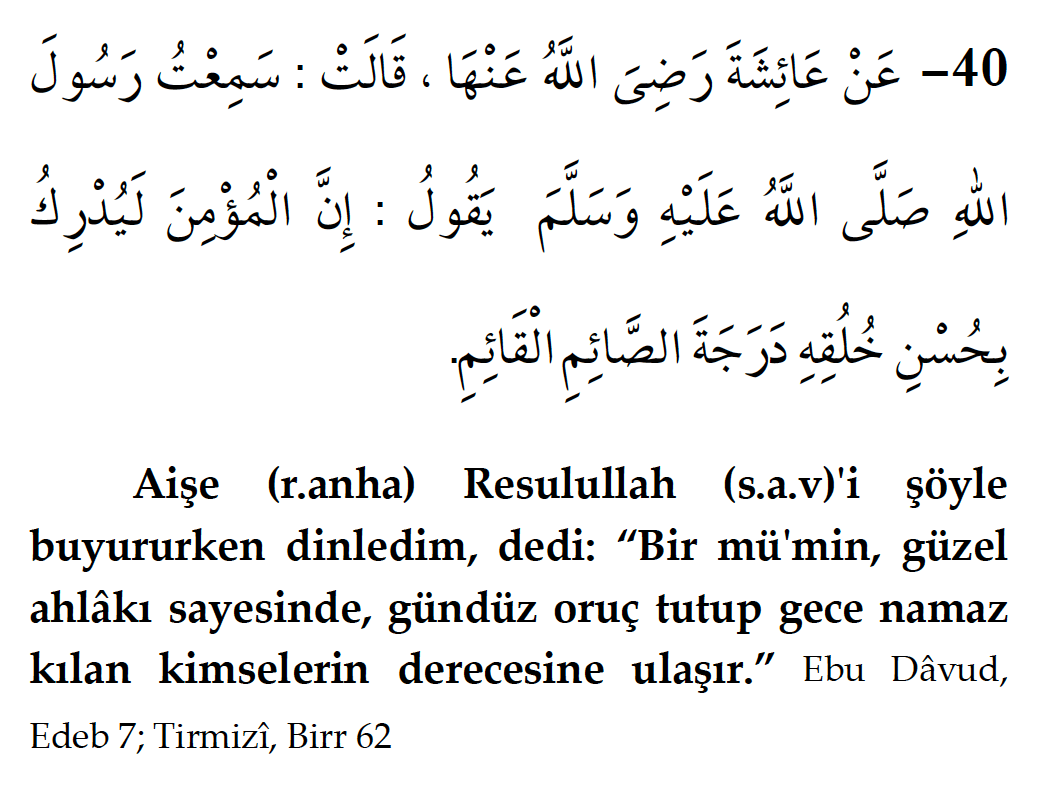 40– عَنْ عَائِشَةَ رَضِىَ اللَّهُ عَنْهَا ، قَالَتْ : سَمِعْتُ رَسُولَ
اللهِ صَلَّى اللَّهُ عَلَيْهِ وَسَلَّمَ يَقُولُ : إِنَّ الْمُؤْمِنَ لَيُدْرِكُ
بِحُسْنِ خُلُقِهِ دَرَجَةَ الصَّائِمِ الْقَائِمِ.
Aişe (r.anha) Resulullah (s.a.v)'i şöyle
buyururken dinledim, dedi: “Bir mü'min, güzel
ahlâkı sayesinde, gündüz oruç tutup gece namaz
kılan kimselerin derecesine ulaşır.” Ebu Dâvud,
Edeb 7; Tirmizî, Birr 62